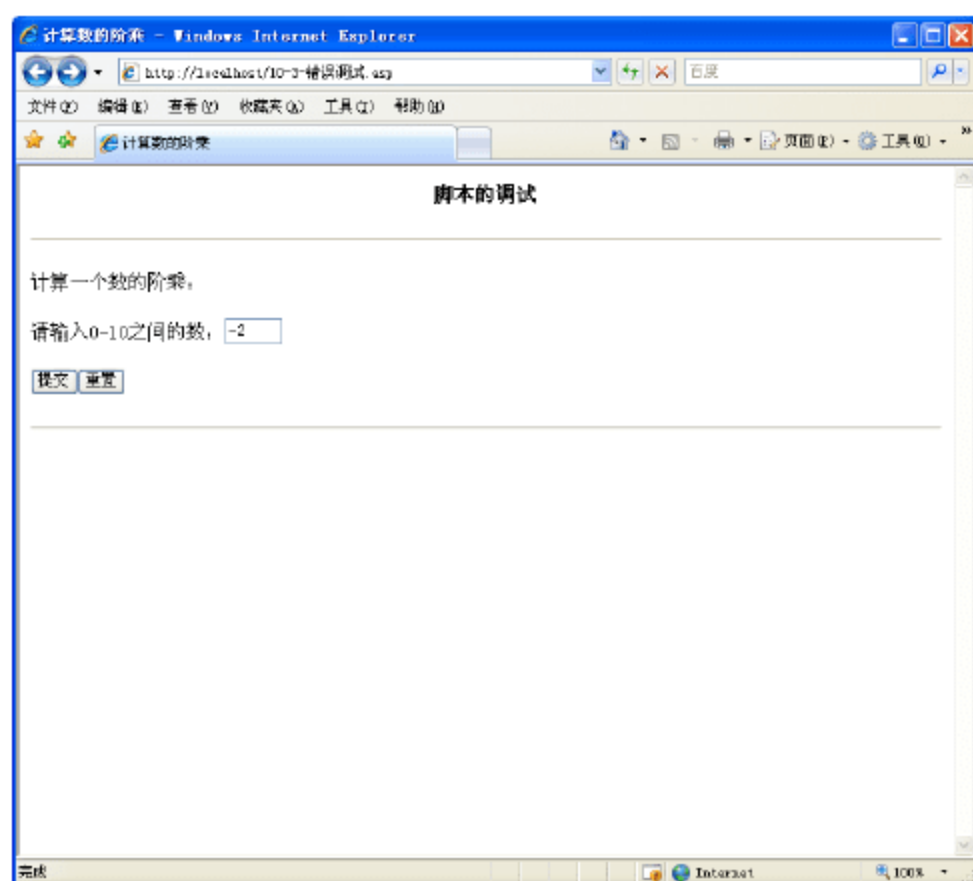 计算数的阶乘 - Windows Internet Explorer
http://localhost/10-3-错误调试.asp
百度
文件(F) 编辑(E) 查看(V) 收藏夹(A) 工具(T) 帮助(H)
计算数的阶乘
页面(P) 工具(O)
脚本的调试
计算一个数的阶乘:
请输入0-10之间的数: -2
提交 重置
完成
Internet
100%